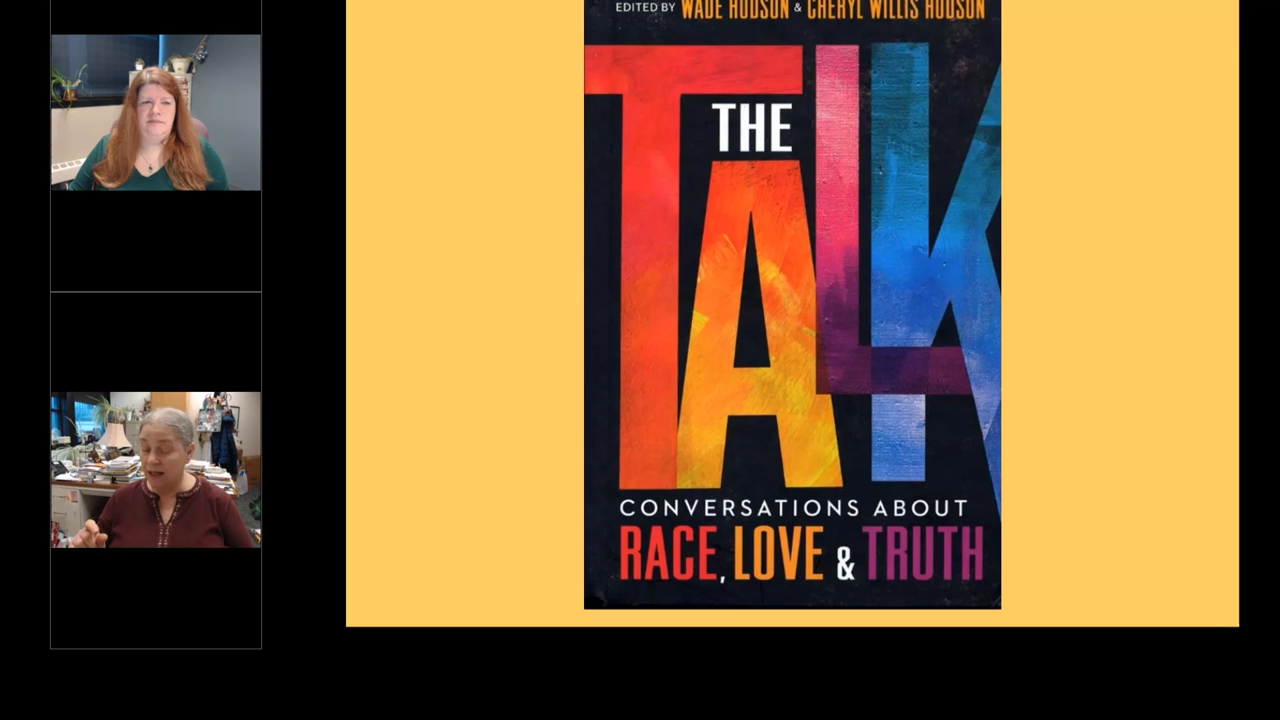 EDITED BY WADE HUDSON & CHERYL WILLIS HUDSON
THE
TALK
CONVERSATIONS ABOUT
RACE, LOVE & TRUTH